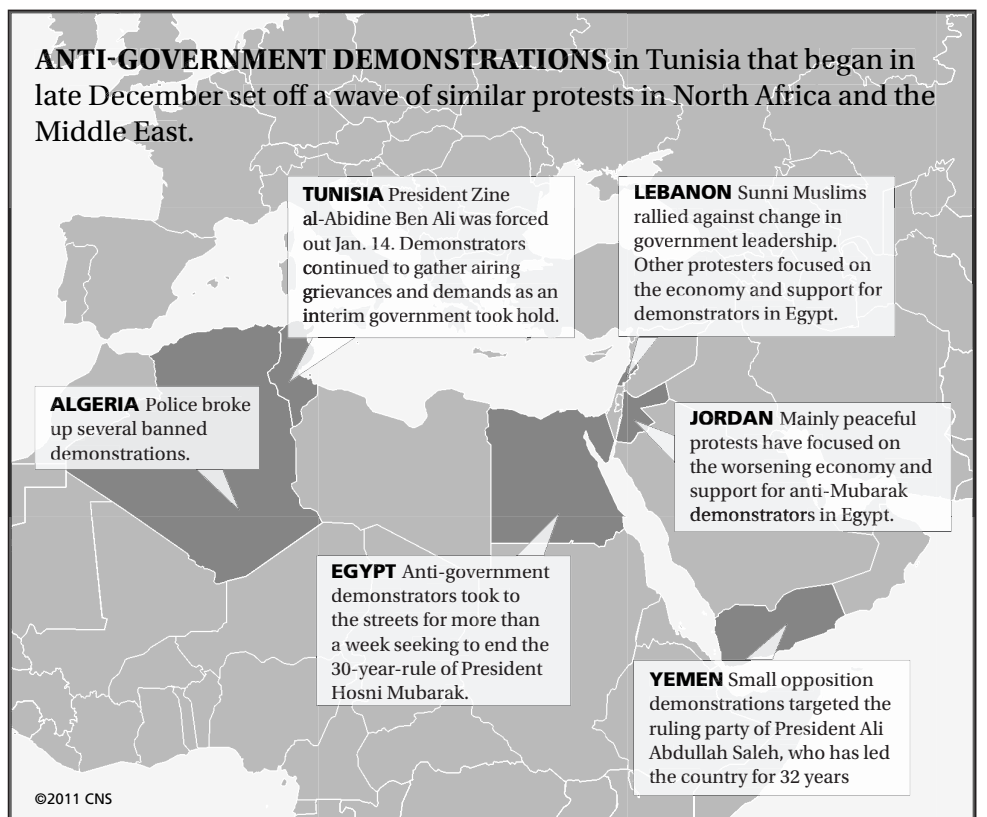 ANTI-GOVERNMENT DEMONSTRATIONS in Tunisia that began in
late December set off a wave of similar protests in North Africa and the
Middle East.
TUNISIA President Zine
al-Abidine Ben Ali was forced
out Jan. 14. Demonstrators
continued to gather airing
grievances and demands as an
interim government took hold.
LEBANON Sunni Muslims
rallied against change in
government leadership.
Other protesters focused on
the economy and support for
demonstrators in Egypt.
ALGERIA Police broke
up several banned
demonstrations.
JORDAN Mainly peaceful
protests have focused on
the worsening economy and
support for anti-Mubarak
demonstrators in Egypt.
EGYPT Anti-government
demonstrators took to
the streets for more than
a week seeking to end the
30-year-rule of President
Hosni Mubarak.
YEMEN Small opposition
demonstrations targeted the
ruling party of President Ali
Abdullah Saleh, who has led
the country for 32 years
©2011 CNS